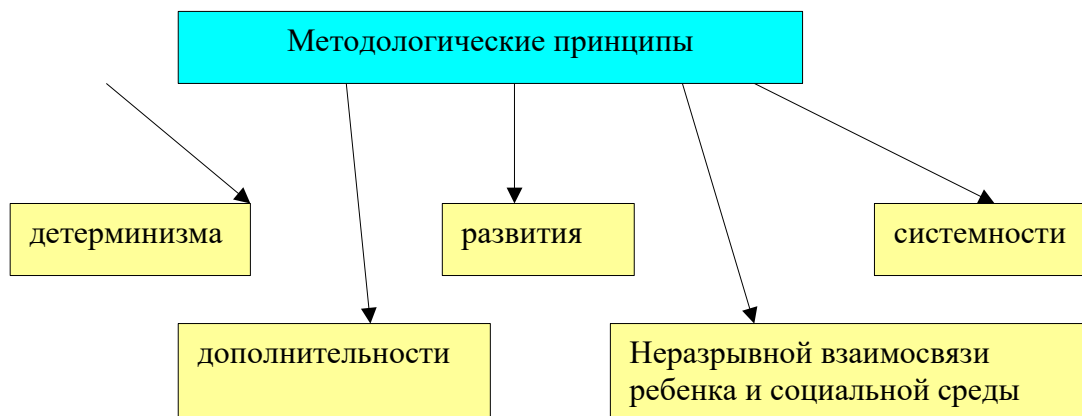 Методологические принципы
детерминизма
развития
системности
дополнительности
Неразрывной взаимосвязи
ребенка и социальной среды